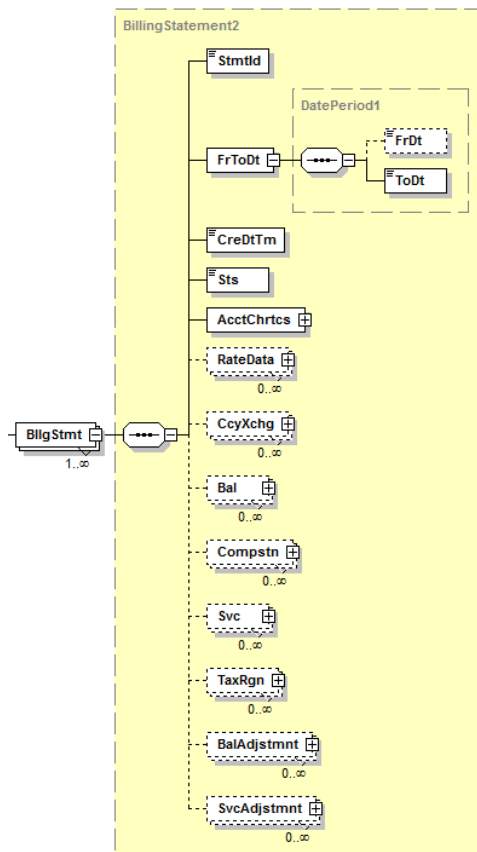 BillingStatement2
StmtId
DatePeriod1
FrDt
FrToDt
ToDt
CreDtTm
Sts
AcctChrtcs
RateData
0..∞
CcyXchg
0..∞
BllgStmt
1..∞
Bal
0..∞
Compstn
0..∞
Svc
0..∞
TaxRgn
0..∞
BalAdjstmnt
0..∞
SvcAdjstmnt
0..∞